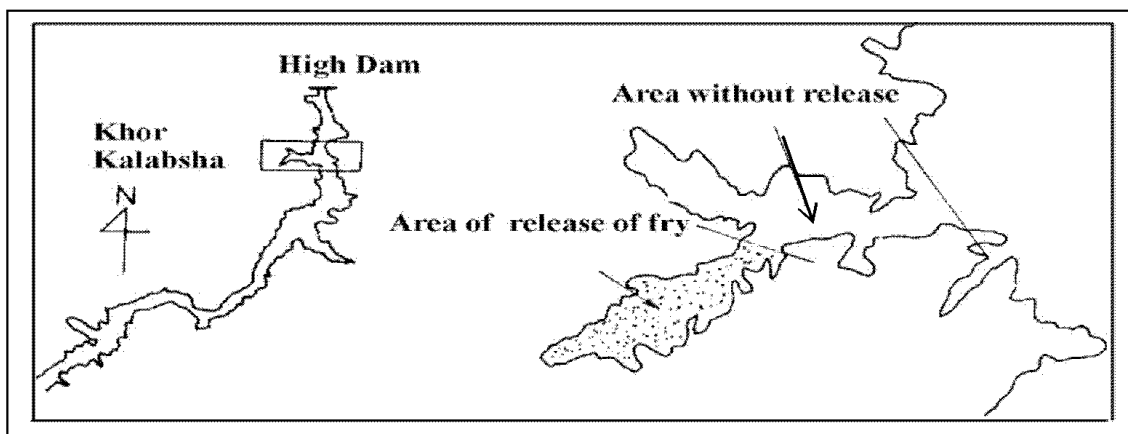 High Dam
Khor
Kalabsha
N
Area without release
Area of release of fry